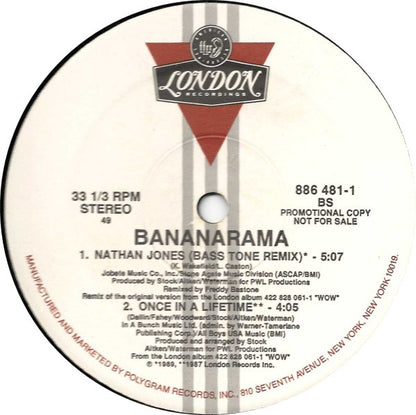 LONDON
RECORDINGS
33 1/3 RPM
STEREO
49
886 481-1
BS
PROMOTIONAL COPY
NOT FOR SALE
BANANARAMA
1. NATHAN JONES (BASS TONE REMIX)* - 5:07
(K. Wakefield/L. Caston)
Jobete Music Co., Inc./Stone Agate Music Division (ASCAP/BMI)
Produced by Stock/Aitken/Waterman for PWL Productions
Remixed by Freddy Bastone
Remix of the original version from the London album 422 828 061-1 "WOW"
2. ONCE IN A LIFETIME** - 4:05
(Dallin/Fahey/Woodward/Stock/Aitken/Waterman)
In A Bunch Music Ltd. (admin. by Warner-Tamerlane
Publishing Corp.)/All Boys USA Music (BMI)
Produced and arranged by Stock
Aitken/Waterman for PWL Productions
From the London album 422 828 061-1 "WOW"
℗ *1989, **1987 London Records Inc.
MANUFACTURED AND MARKETED BY POLYGRAM RECORDS, INC., 810 SEVENTH AVENUE, NEW YORK, NEW YORK 10019.